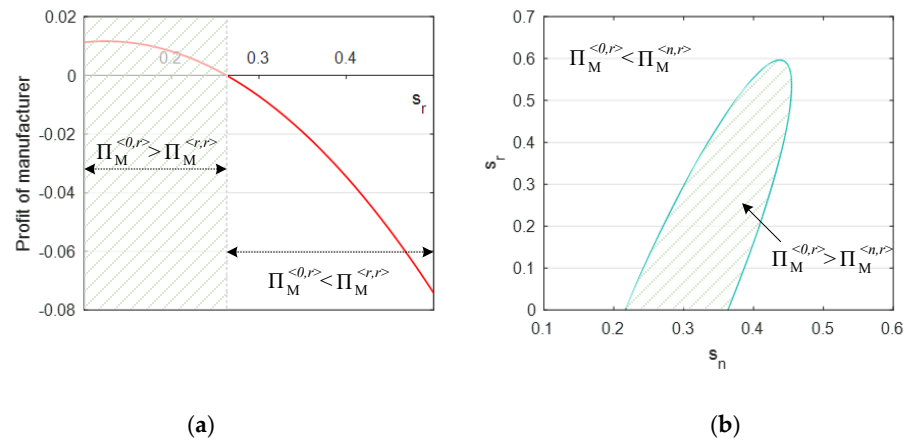 0.02
0
-0.02
-0.04
-0.06
-0.08
Profit of manufacturer
0.2 0.3 0.4
s_r
Π_M^{<0,r>}>Π_M^{<r,r>}
Π_M^{<0,r>}<Π_M^{<r,r>}
(a)
s_r
0.7
0.6
0.5
0.4
0.3
0.2
0.1
0
s_r
Π_M^{<0,r>}<Π_M^{<n,r>}
Π_M^{<0,r>}>Π_M^{<n,r>}
0.1 0.2 0.3 0.4 0.5 0.6
s_n
(b)